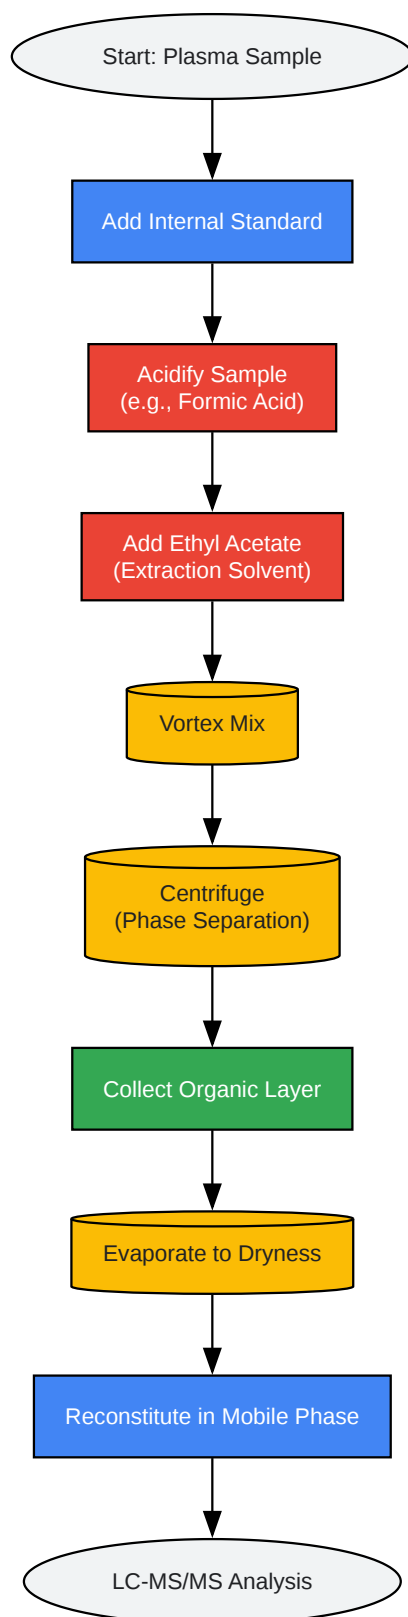 Start: Plasma Sample
Add Internal Standard
Acidify Sample
(e.g., Formic Acid)
Add Ethyl Acetate
(Extraction Solvent)
Vortex Mix
Centrifuge
(Phase Separation)
Collect Organic Layer
Evaporate to Dryness
Reconstitute in Mobile Phase
LC-MS/MS Analysis